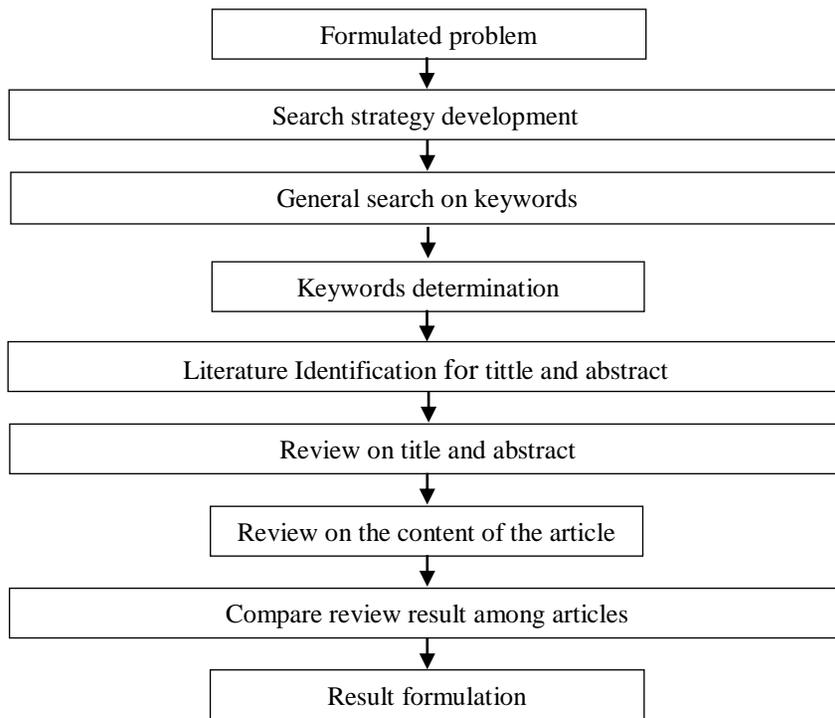 Formulated problem
Search strategy development
General search on keywords
Keywords determination
Literature Identification for tittle and abstract
Review on title and abstract
Review on the content of the article
Compare review result among articles
Result formulation